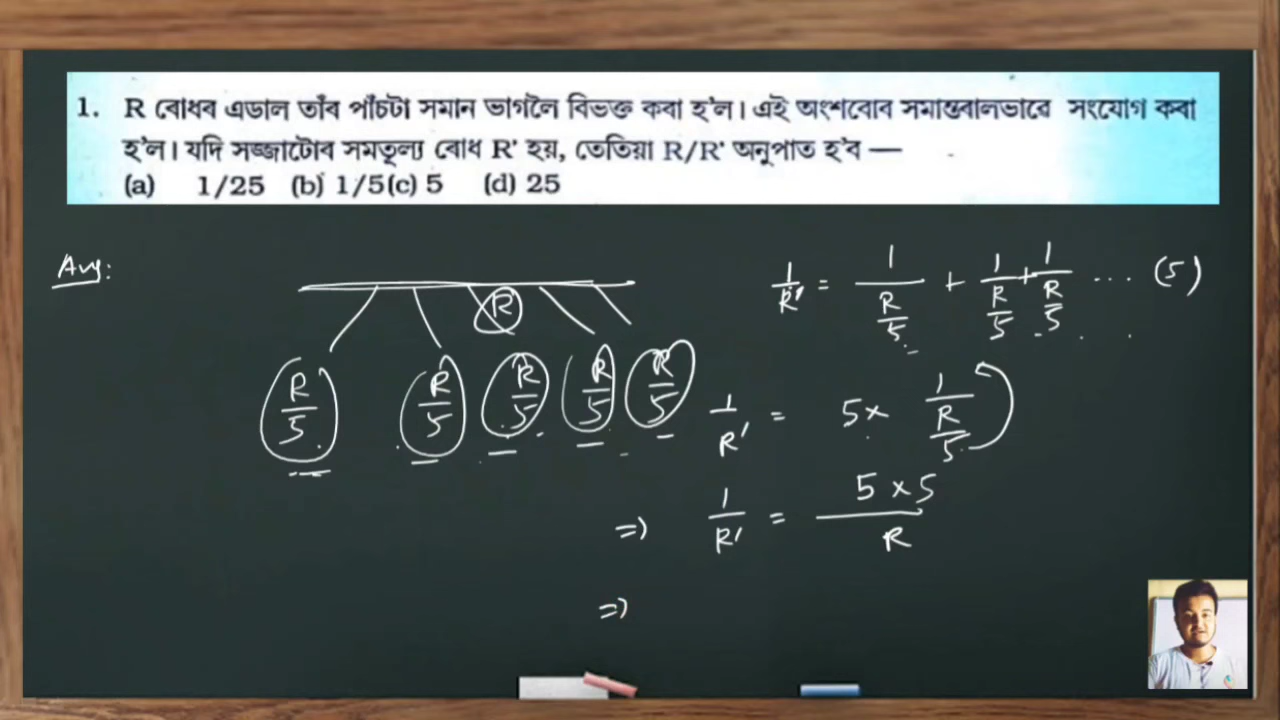 1. R ৰোধৰ এডাল তাঁৰ পাঁচটা সমান ভাগলৈ বিভক্ত কৰা হ'ল। এই অংশবোৰ সমান্তৰালভাৱে সংযোগ কৰা
হ'ল। যদি সজ্জাটোৰ সমতুল্য ৰোধ R' হয়, তেতিয়া R/R' অনুপাত হ'ব —
(a) 1/25 (b) 1/5(c) 5 (d) 25
Ans:
R
R/5 R/5 R/5 R/5 R/5
1/R' = 1/(R/5) + 1/(R/5) + 1/(R/5) ... (5)
1/R' = 5 × 1/(R/5)
=> 1/R' = 5 × 5/R
=>